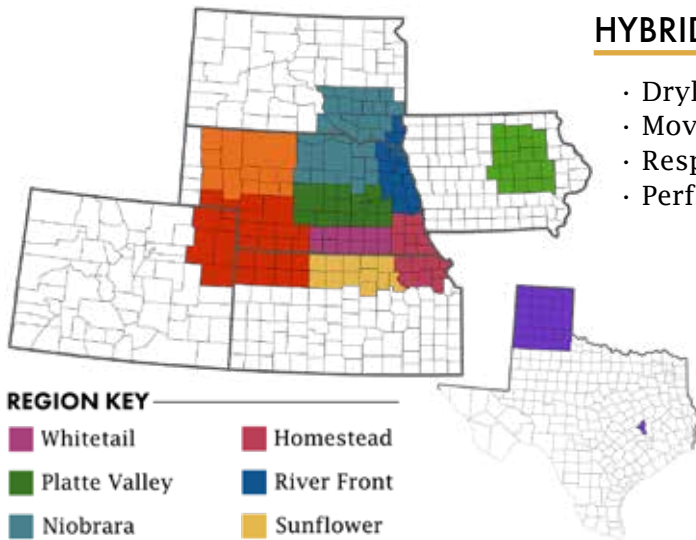 HYBRID
· Dryl
· Mov
· Resp
· Perf
REGION KEY
Whitetail
Homestead
Platte Valley
River Front
Niobrara
Sunflower